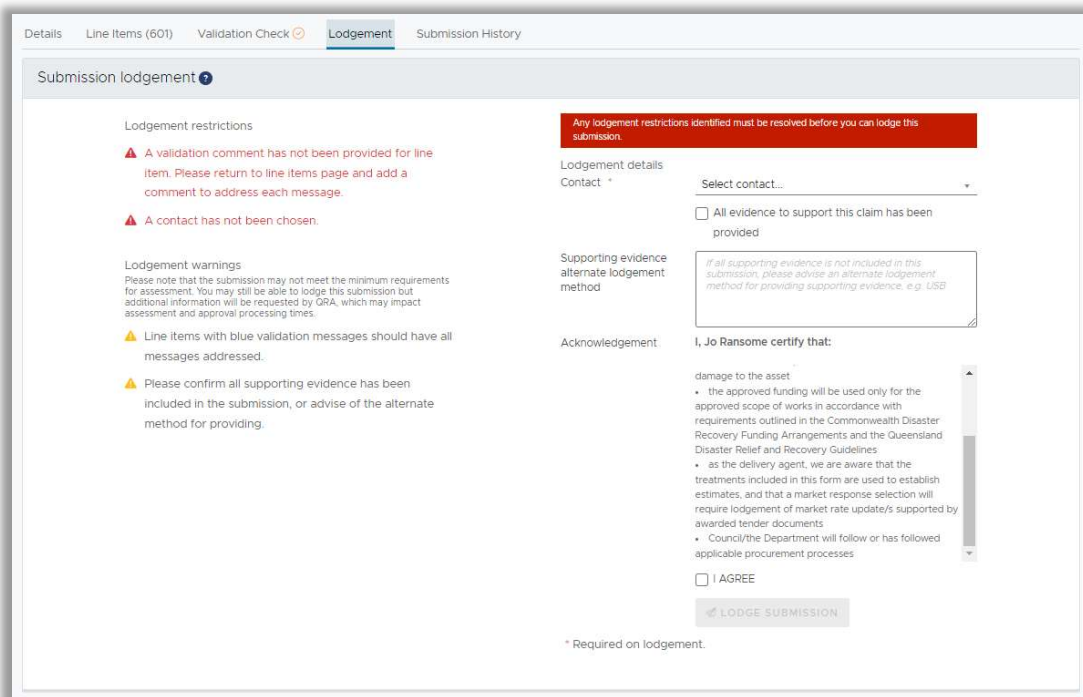 Details Line Items (601) Validation Check Lodgement Submission History
Submission lodgement ?
Lodgement restrictions
A validation comment has not been provided for line
item. Please return to line items page and add a
comment to address each message.
A contact has not been chosen.
Lodgement warnings
Please note that the submission may not meet the minimum requirements
for assessment. You may still be able to lodge this submission but
additional information will be requested by QRA, which may impact
assessment and approval processing times.
Line items with blue validation messages should have all
messages addressed.
Please confirm all supporting evidence has been
included in the submission, or advise of the alternate
method for providing.
Any lodgement restrictions identified must be resolved before you can lodge this
submission.
Lodgement details
Contact *
Select contact...
All evidence to support this claim has been
provided
Supporting evidence
alternate lodgement
method
If all supporting evidence is not included in this
submission, please advise an alternate lodgement
method for providing supporting evidence, e.g. USB
Acknowledgement
I, Jo Ransome certify that:
damage to the asset
• the approved funding will be used only for the
approved scope of works in accordance with
requirements outlined in the Commonwealth Disaster
Recovery Funding Arrangements and the Queensland
Disaster Relief and Recovery Guidelines
• as the delivery agent, we are aware that the
treatments included in this form are used to establish
estimates, and that a market response selection will
require lodgement of market rate update/s supported by
awarded tender documents
• Council/the Department will follow or has followed
applicable procurement processes
I AGREE
LODGE SUBMISSION
* Required on lodgement.